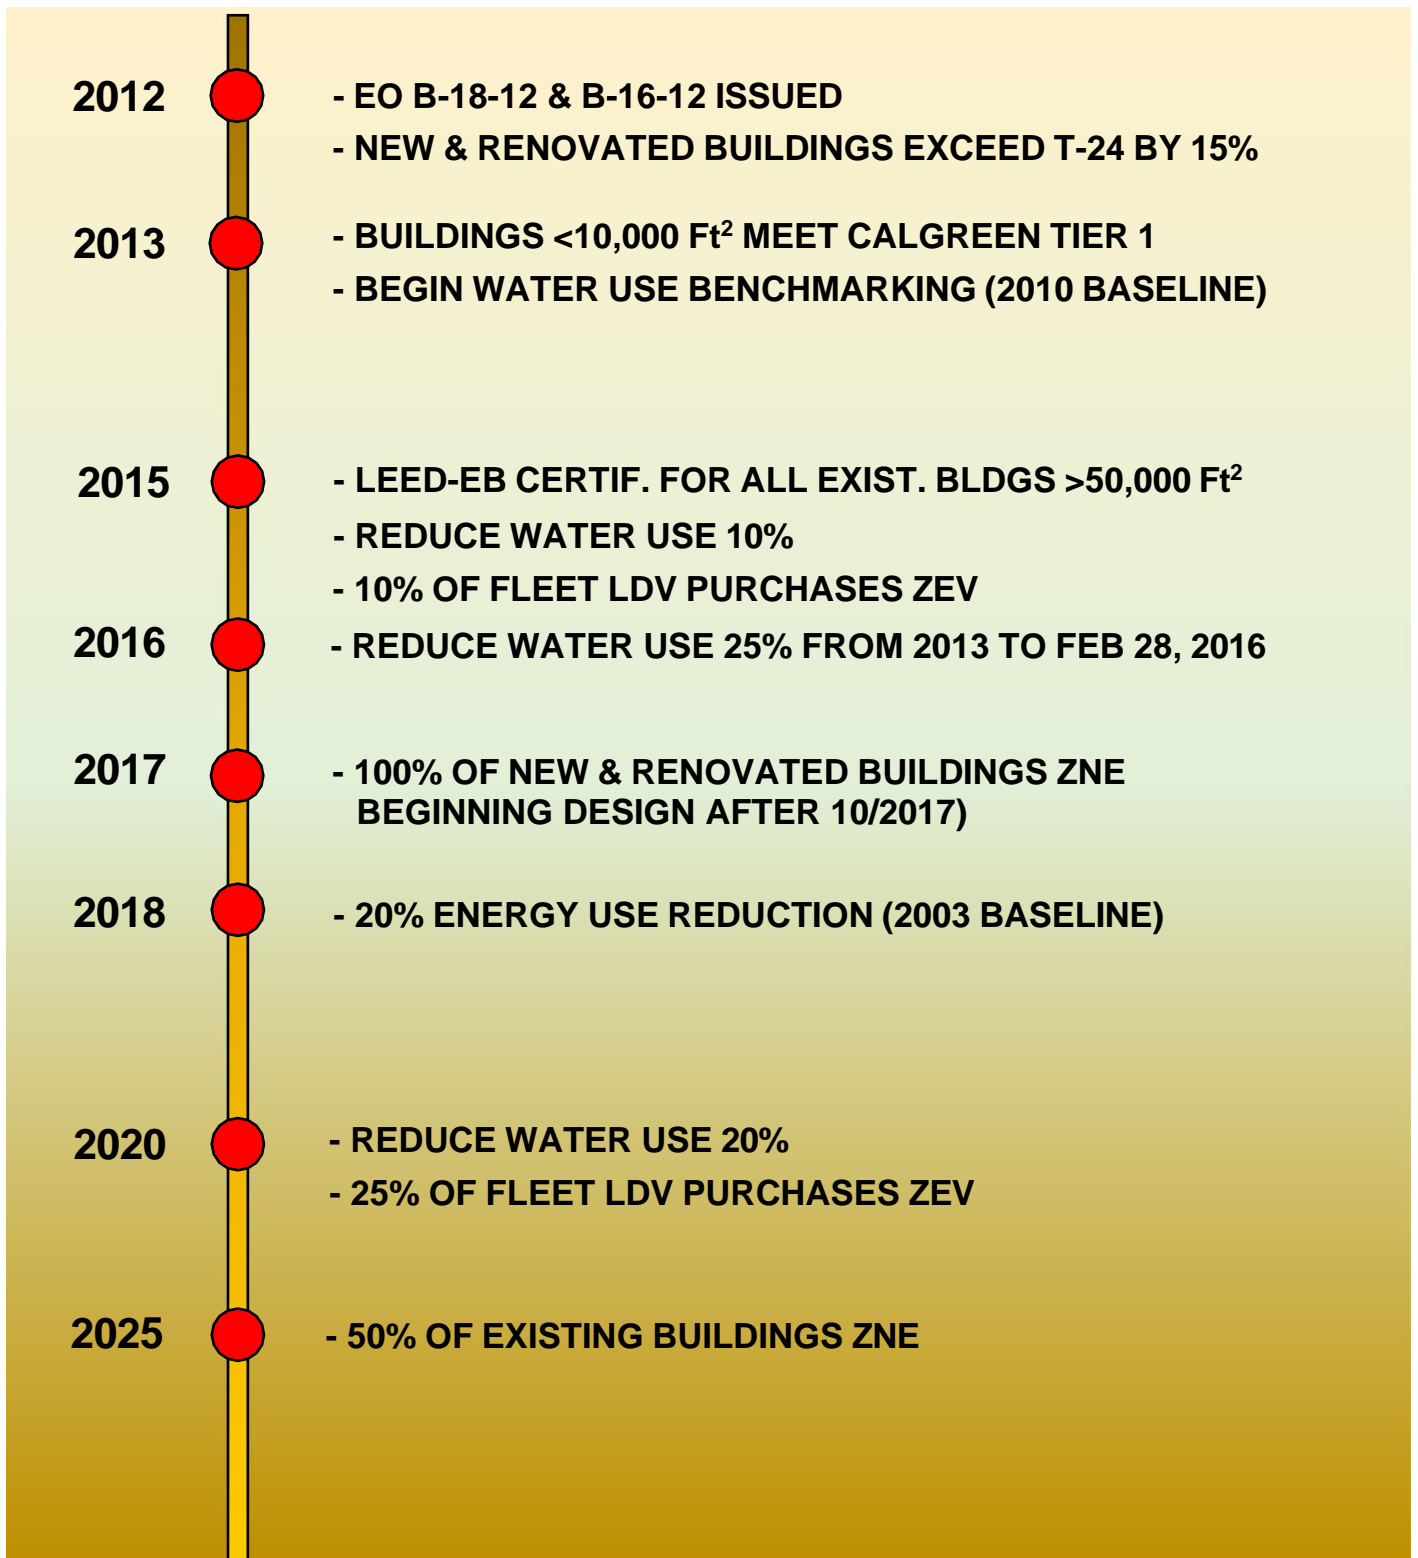 2012
- EO B-18-12 & B-16-12 ISSUED
- NEW & RENOVATED BUILDINGS EXCEED T-24 BY 15%
2013
- BUILDINGS <10,000 Ft² MEET CALGREEN TIER 1
- BEGIN WATER USE BENCHMARKING (2010 BASELINE)
2015
- LEED-EB CERTIF. FOR ALL EXIST. BLDGS >50,000 Ft²
- REDUCE WATER USE 10%
- 10% OF FLEET LDV PURCHASES ZEV
2016
- REDUCE WATER USE 25% FROM 2013 TO FEB 28, 2016
2017
- 100% OF NEW & RENOVATED BUILDINGS ZNE
BEGINNING DESIGN AFTER 10/2017)
2018
- 20% ENERGY USE REDUCTION (2003 BASELINE)
2020
- REDUCE WATER USE 20%
- 25% OF FLEET LDV PURCHASES ZEV
2025
- 50% OF EXISTING BUILDINGS ZNE